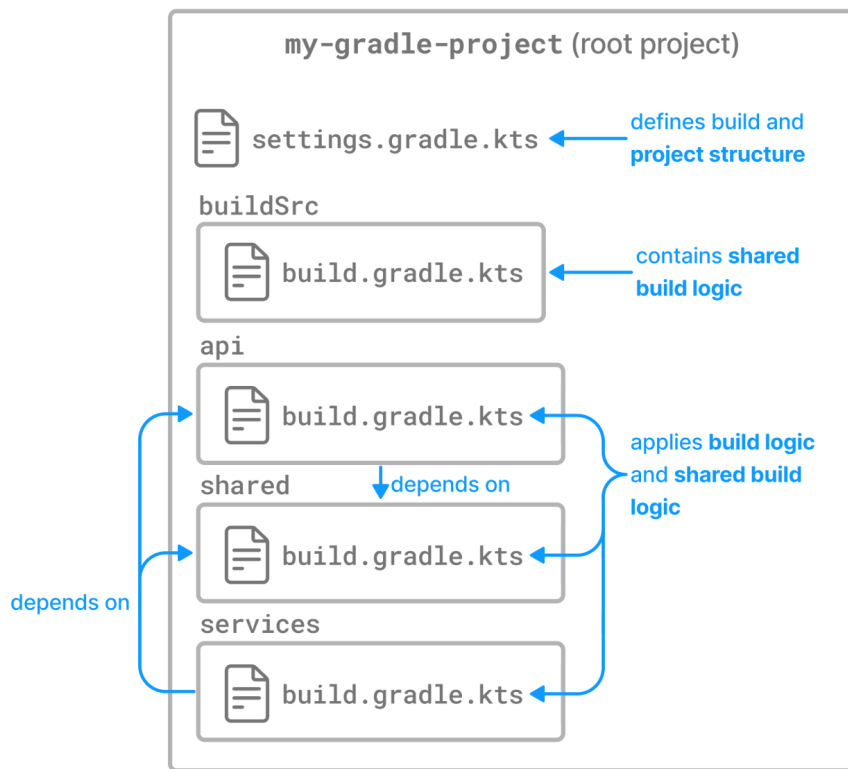 my-gradle-project (root project)
settings.gradle.kts
defines build and
project structure
buildSrc
build.gradle.kts
contains shared
build logic
api
build.gradle.kts
applies build logic
and shared build
logic
depends on
shared
build.gradle.kts
depends on
services
build.gradle.kts